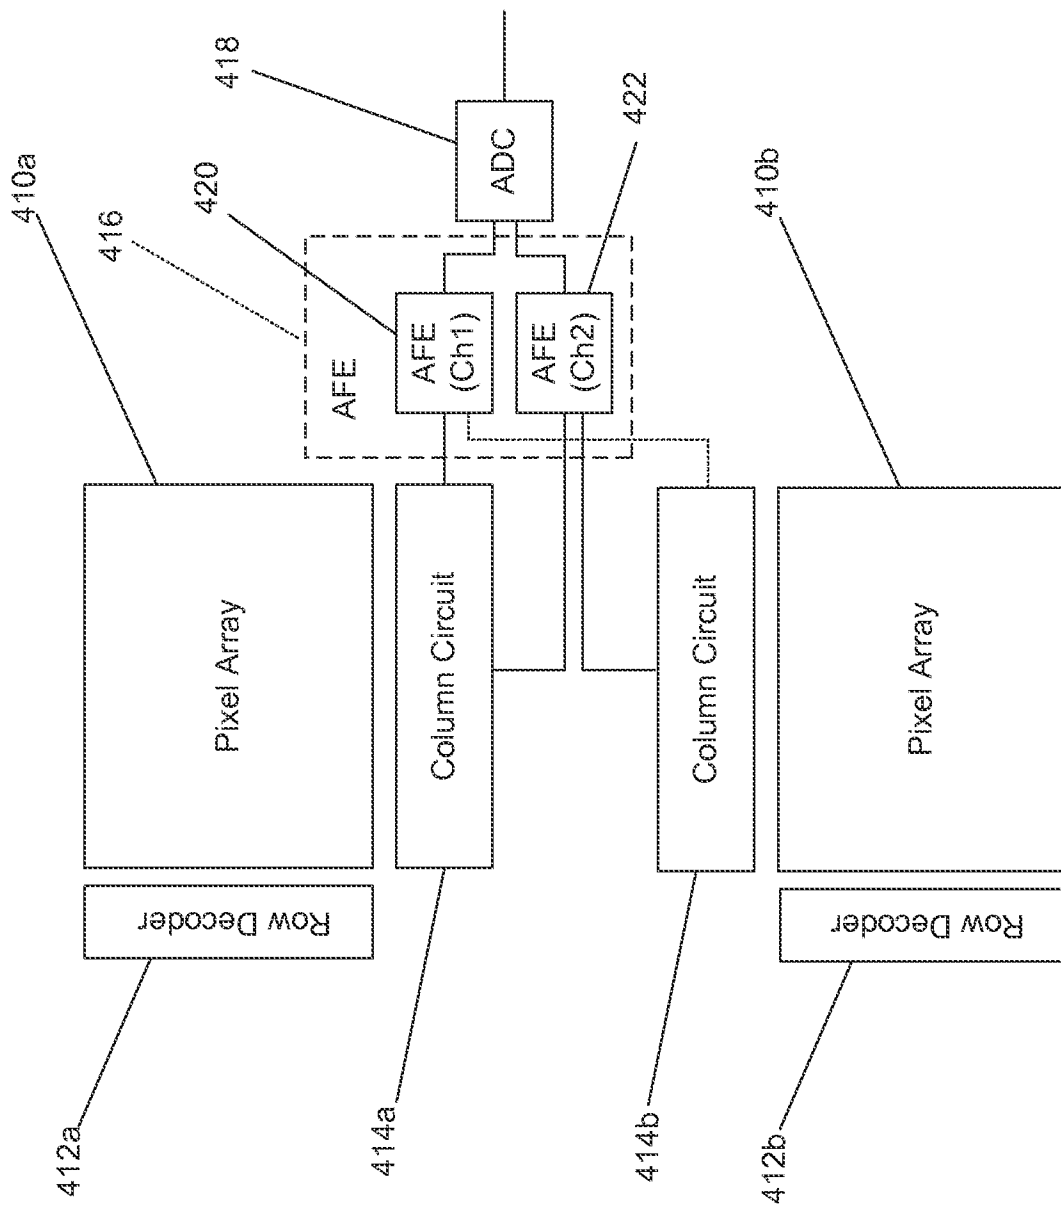 410a
416
420
418
AFE
AFE
(Ch1)
ADC
AFE
(Ch2)
422
410b
Pixel Array
Column Circuit
Column Circuit
Pixel Array
Row Decoder
Row Decoder
412a
414a
414b
412b